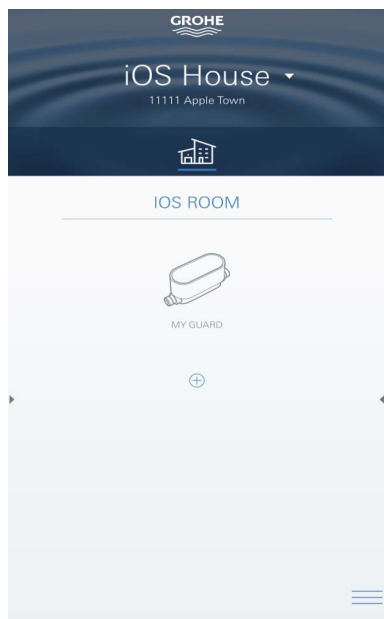 GROHE
iOS House
11111 Apple Town
IOS ROOM
MY GUARD